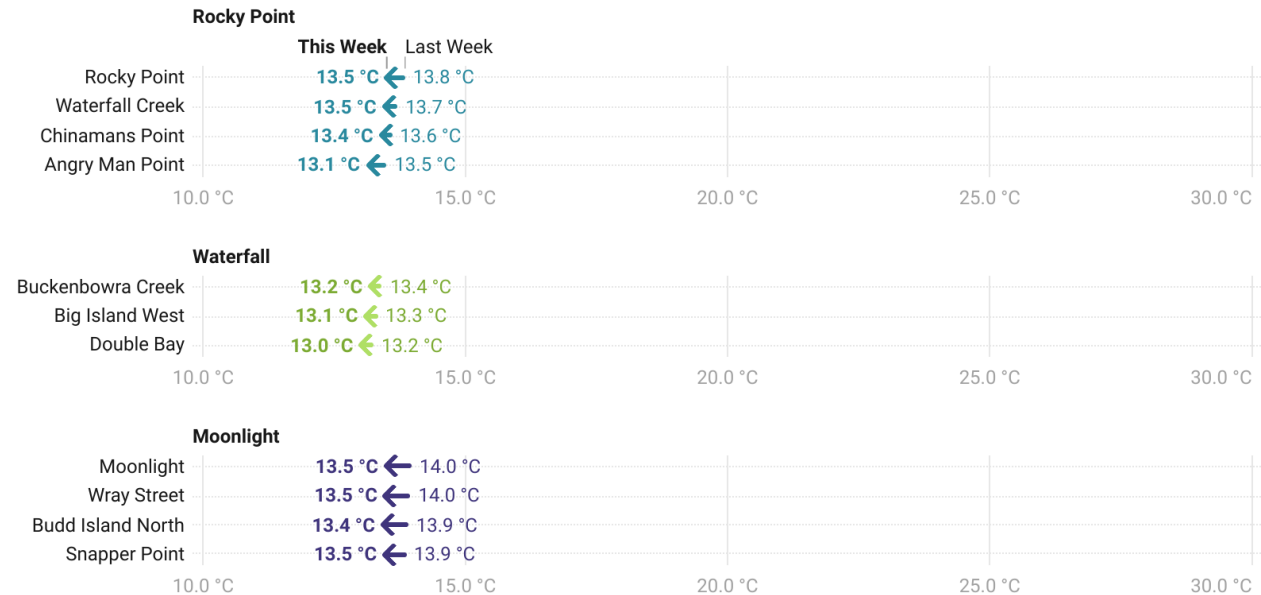 Rocky Point
This Week Last Week
Rocky Point 13.5 °C 13.8 °C
Waterfall Creek 13.5 °C 13.7 °C
Chinamans Point 13.4 °C 13.6 °C
Angry Man Point 13.1 °C 13.5 °C
10.0 °C 15.0 °C 20.0 °C 25.0 °C 30.0 °C
Waterfall
Buckenbowra Creek 13.2 °C 13.4 °C
Big Island West 13.1 °C 13.3 °C
Double Bay 13.0 °C 13.2 °C
10.0 °C 15.0 °C 20.0 °C 25.0 °C 30.0 °C
Moonlight
Moonlight 13.5 °C 14.0 °C
Wray Street 13.5 °C 14.0 °C
Budd Island North 13.4 °C 13.9 °C
Snapper Point 13.5 °C 13.9 °C
10.0 °C 15.0 °C 20.0 °C 25.0 °C 30.0 °C